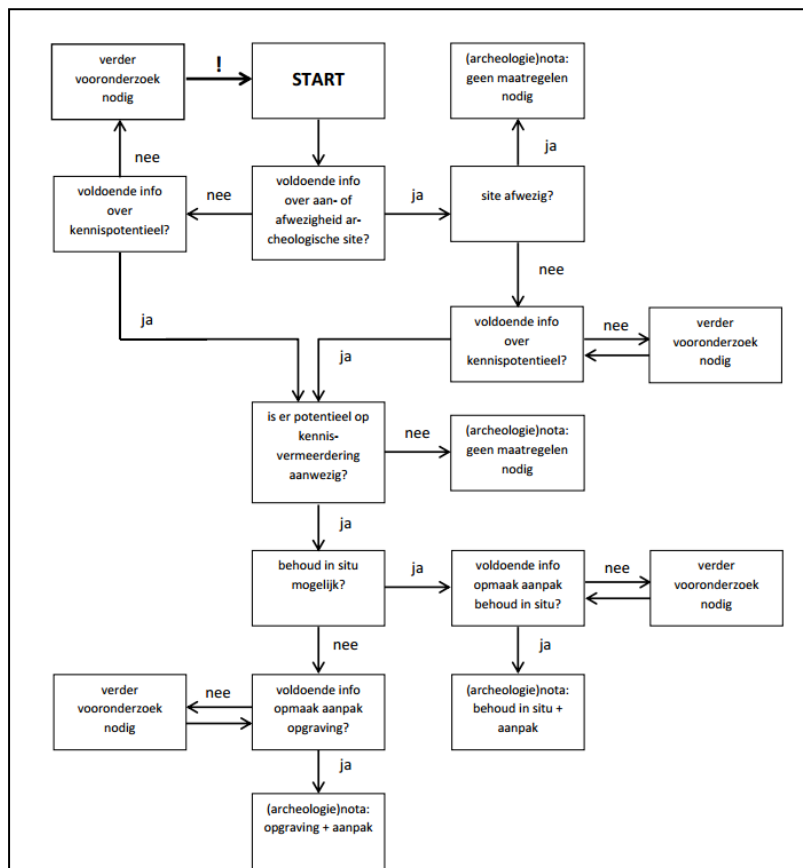 verder
vooronderzoek
nodig
!
START
(archeologie)nota:
geen maatregelen
nodig
nee
ja
voldoende info
over
kennispotentieel?
nee
voldoende info
over aan- of
afwezigheid ar-
cheologische site?
ja
site afwezig?
nee
ja
voldoende info
over
kennispotentieel?
nee
verder
vooronderzoek
nodig
ja
is er potentieel op
kennis-
vermeerdering
aanwezig?
nee
(archeologie)nota:
geen maatregelen
nodig
ja
behoud in situ
mogelijk?
ja
voldoende info
opmaak aanpak
behoud in situ?
nee
verder
vooronderzoek
nodig
nee
ja
verder
vooronderzoek
nodig
nee
voldoende info
opmaak aanpak
opgraving?
(archeologie)nota:
behoud in situ +
aanpak
ja
(archeologie)nota:
opgraving + aanpak